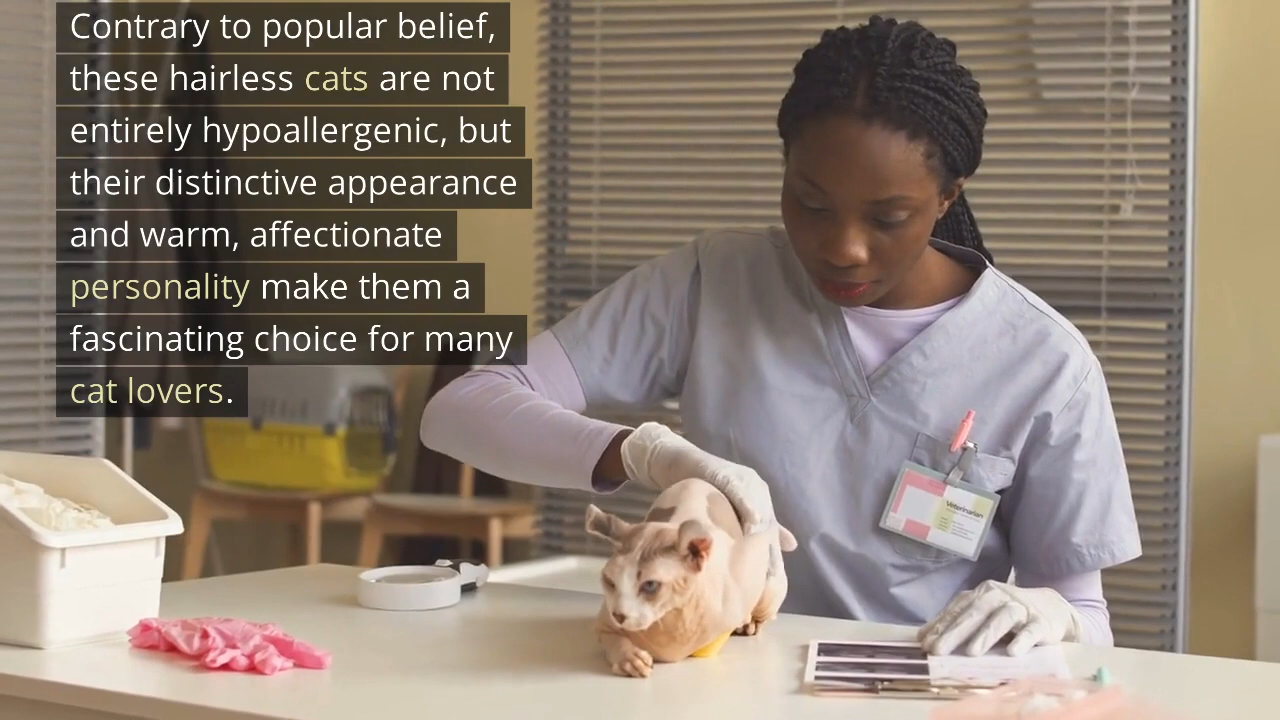 Contrary to popular belief,
these hairless cats are not
entirely hypoallergenic, but
their distinctive appearance
and warm, affectionate
personality make them a
fascinating choice for many
cat lovers.
Veterinarian